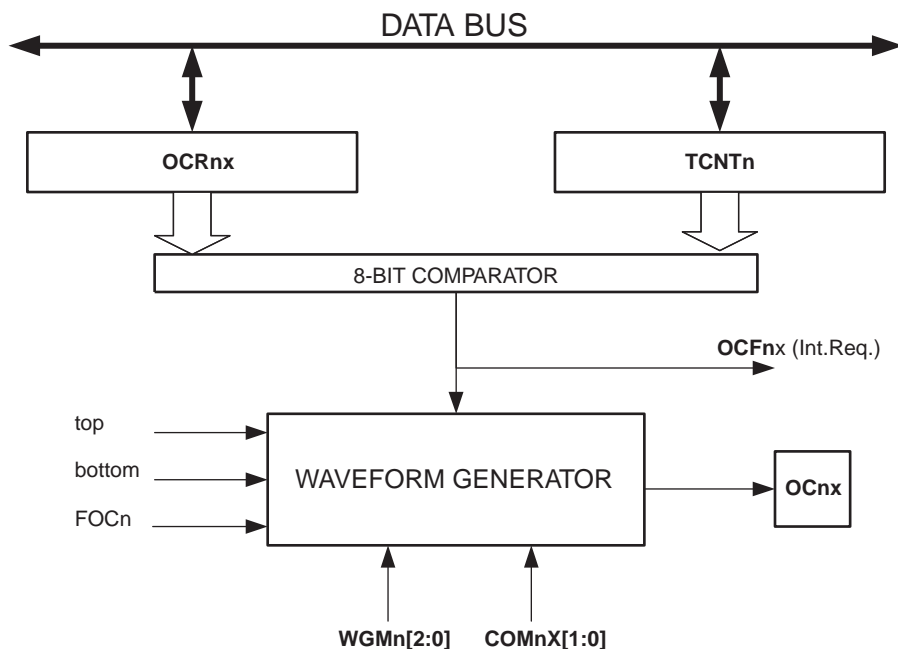 DATA BUS
OCRnx
TCNTn
8-BIT COMPARATOR
OCFnx (Int.Req.)
top
bottom
FOCn
WAVEFORM GENERATOR
OCnx
WGMn[2:0]
COMnX[1:0]